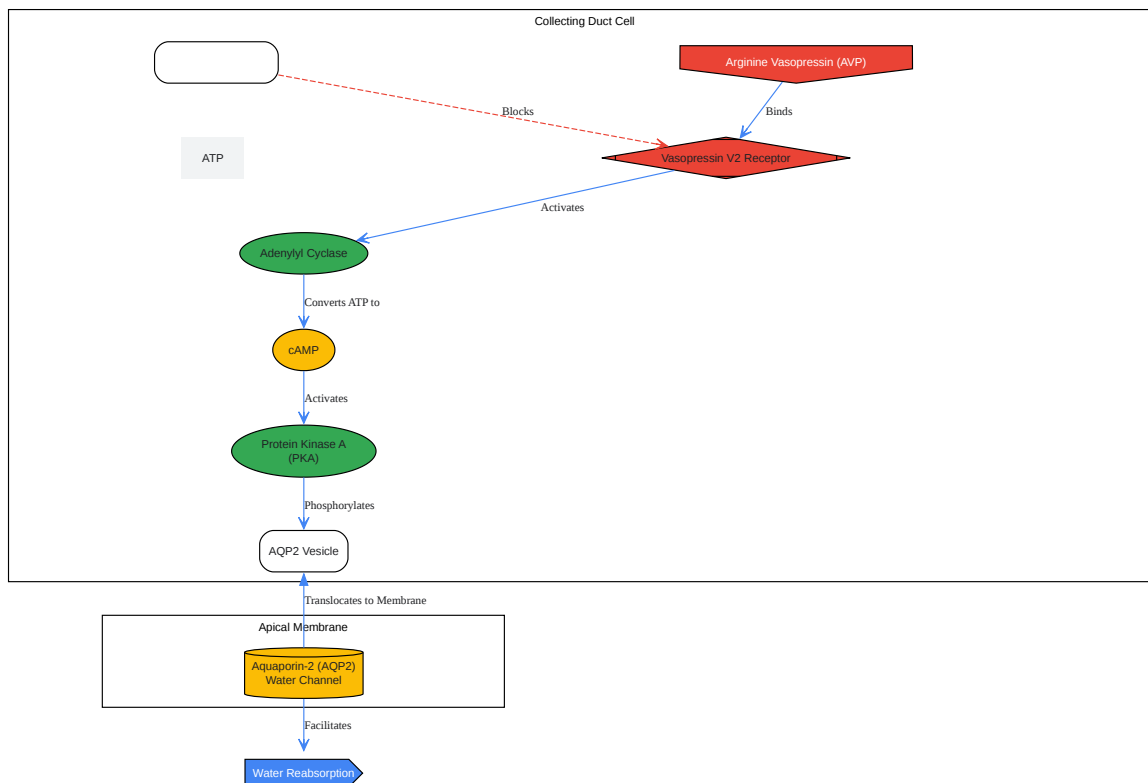 Collecting Duct Cell
Arginine Vasopressin (AVP)
Blocks
Binds
ATP
Vasopressin V2 Receptor
Activates
Adenylyl Cyclase
Converts ATP to
cAMP
Activates
Protein Kinase A
(PKA)
Phosphorylates
AQP2 Vesicle
Translocates to Membrane
Apical Membrane
Aquaporin-2 (AQP2)
Water Channel
Facilitates
Water Reabsorption